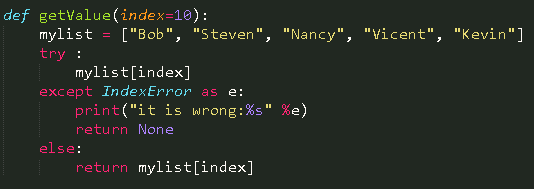 def getValue(index=10):
    mylist = ["Bob", "Steven", "Nancy", "Vicent", "Kevin"]
    try :
        mylist[index]
    except IndexError as e:
        print("it is wrong:%s" %e)
        return None
    else:
        return mylist[index]